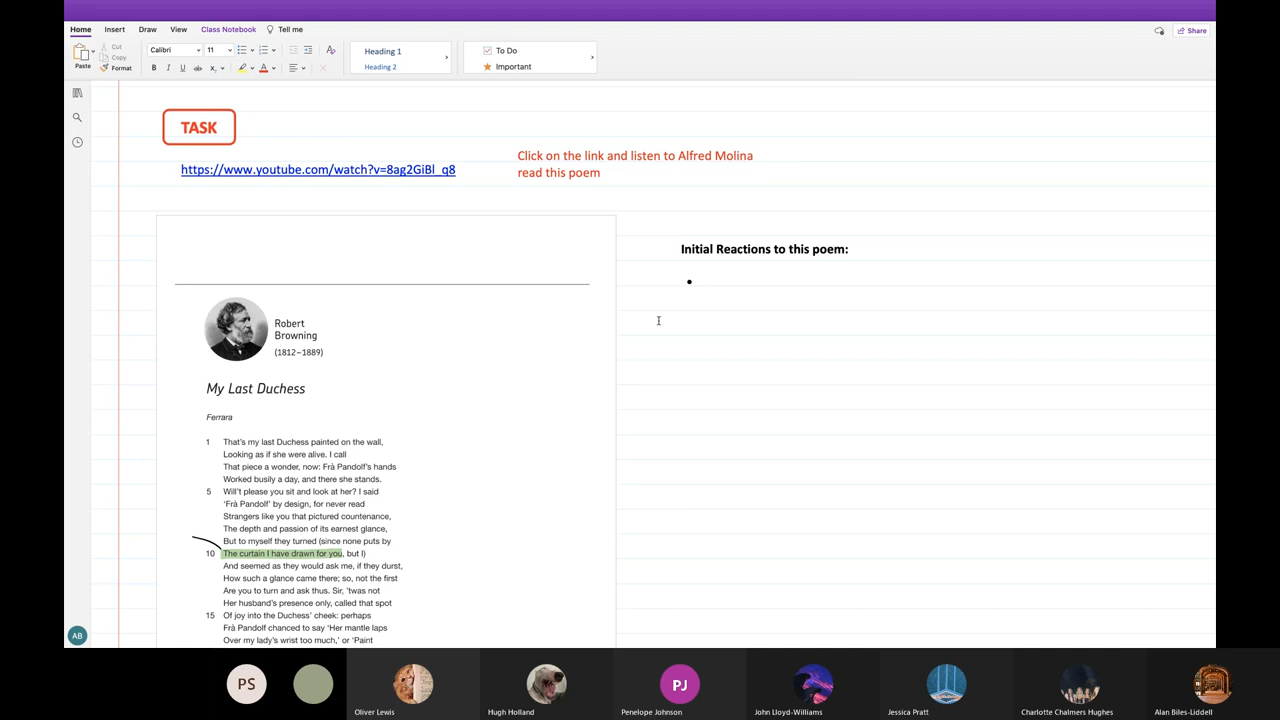 Home Insert Draw View Class Notebook Tell me
Share
Paste
Cut
Copy
Format
Calibri 11
B I U ab
Heading 1
Heading 2
To Do
Important
TASK
https://www.youtube.com/watch?v=8ag2GiBl_q8
Click on the link and listen to Alfred Molina
read this poem
Initial Reactions to this poem:
Robert
Browning
(1812–1889)
My Last Duchess
Ferrara
1 That's my last Duchess painted on the wall,
Looking as if she were alive. I call
That piece a wonder, now: Frà Pandolf's hands
Worked busily a day, and there she stands.
5 Will't please you sit and look at her? I said
'Frà Pandolf' by design, for never read
Strangers like you that pictured countenance,
The depth and passion of its earnest glance,
But to myself they turned (since none puts by
10 The curtain I have drawn for you, but I)
And seemed as they would ask me, if they durst,
How such a glance came there; so, not the first
Are you to turn and ask thus. Sir, 'twas not
Her husband's presence only, called that spot
15 Of joy into the Duchess' cheek: perhaps
Frà Pandolf chanced to say 'Her mantle laps
Over my lady's wrist too much,' or 'Paint
AB
PS
PJ
Oliver Lewis
Hugh Holland
Penelope Johnson
John Lloyd-Williams
Jessica Pratt
Charlotte Chalmers Hughes
Alan Biles-Liddell